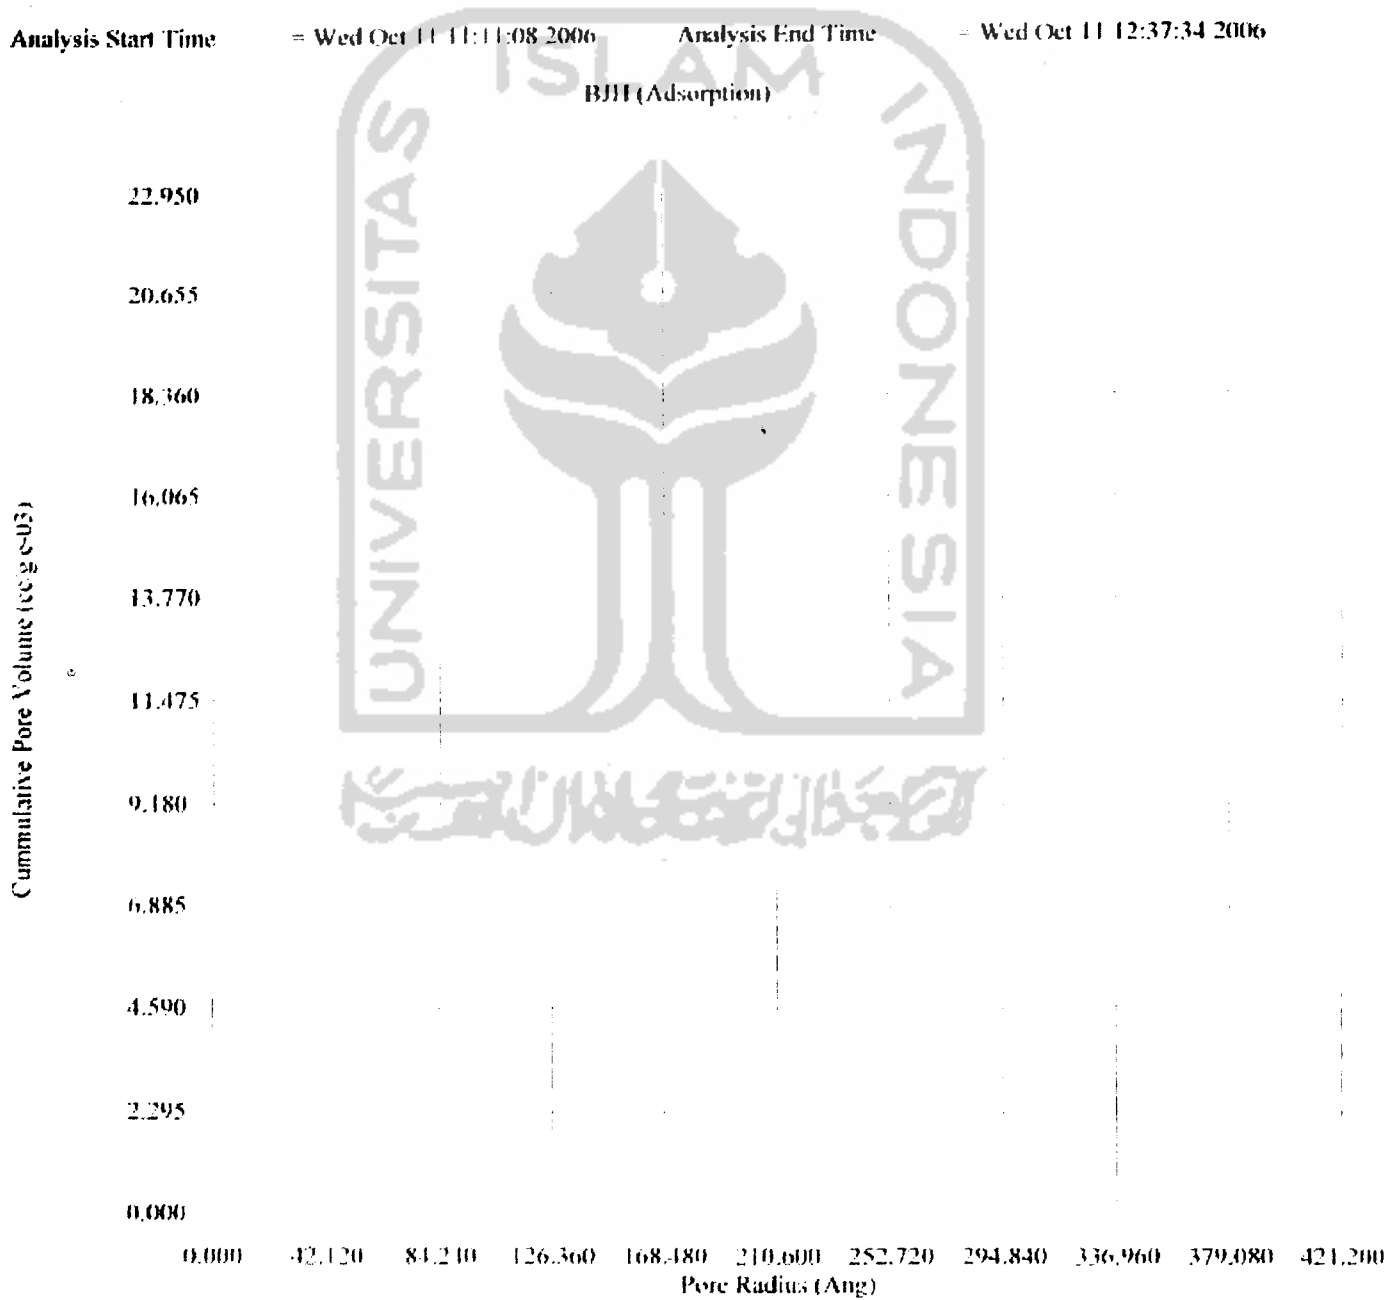 Analysis Start Time = Wed Oct 11 11:11:08 2006 Analysis End Time = Wed Oct 11 12:37:34 2006
BJH (Adsorption)
UNIVERSITAS ISLAM INDONESIA
22.950
20.655
18.360
16.065
13.770
11.475
9.180
6.885
4.590
2.295
0.000
Cummulative Pore Volume (cc/g e-03)
0.000 42.120 84.240 126.360 168.480 210.600 252.720 294.840 336.960 379.080 421.200
Pore Radius (Ang)